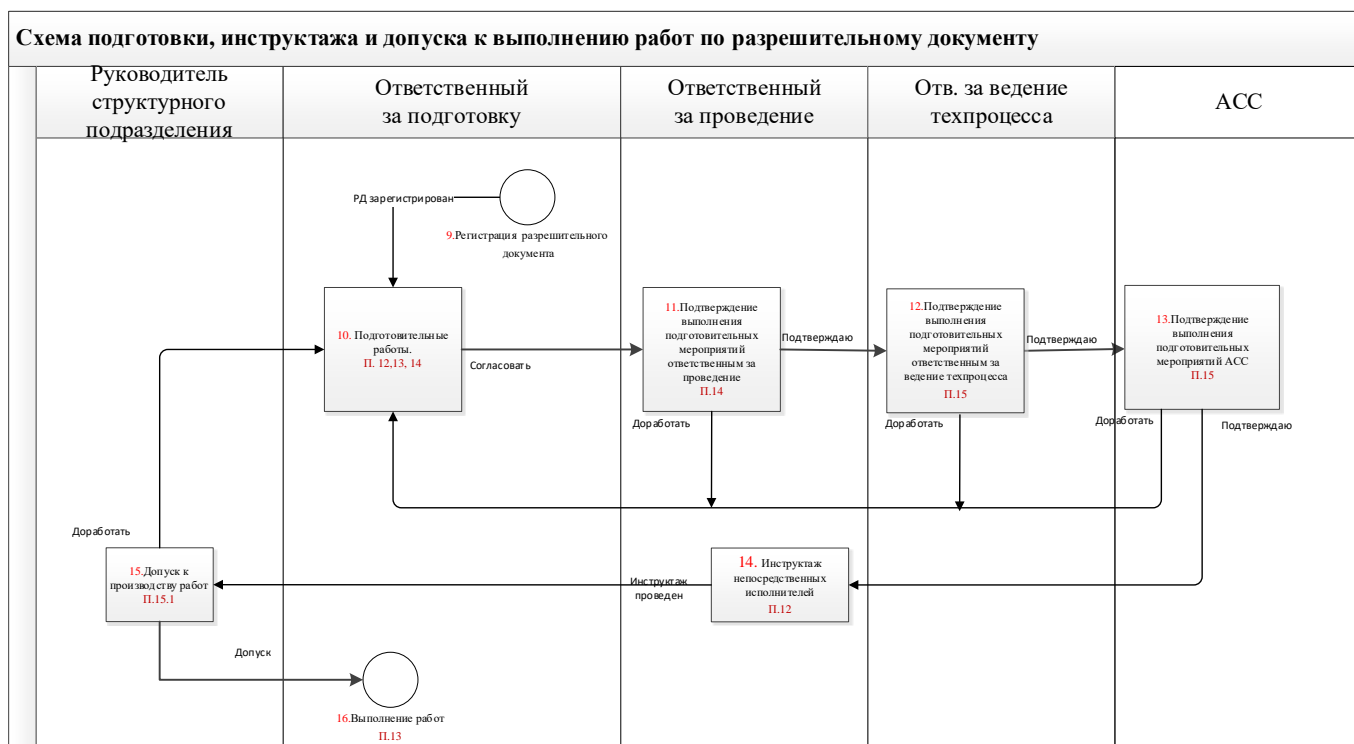 Схема подготовки, инструктажа и допуска к выполнению работ по разрешительному документу
Руководитель
структурного
подразделения
Ответственный
за подготовку
Ответственный
за проведение
Отв. за ведение
техпроцесса
АСС
РД зарегистрирован
9.Регистрация разрешительного
документа
10. Подготовительные
работы.
П. 12,13, 14
Согласовать
11.Подтверждение
выполнения
подготовительных
мероприятий
ответственным за
проведение
П.14
Подтверждаю
12.Подтверждение
выполнения
подготовительных
мероприятий
ответственным за
ведение техпроцесса
П.15
Подтверждаю
13.Подтверждение
выполнения
подготовительных
мероприятий АСС
П.15
Доработать
Доработать
Доработать
Подтверждаю
Доработать
15.Допуск к
производству работ
П.15.1
Инструктаж
проведен
14. Инструктаж
непосредственных
исполнителей
П.12
Допуск
16.Выполнение работ
П.13